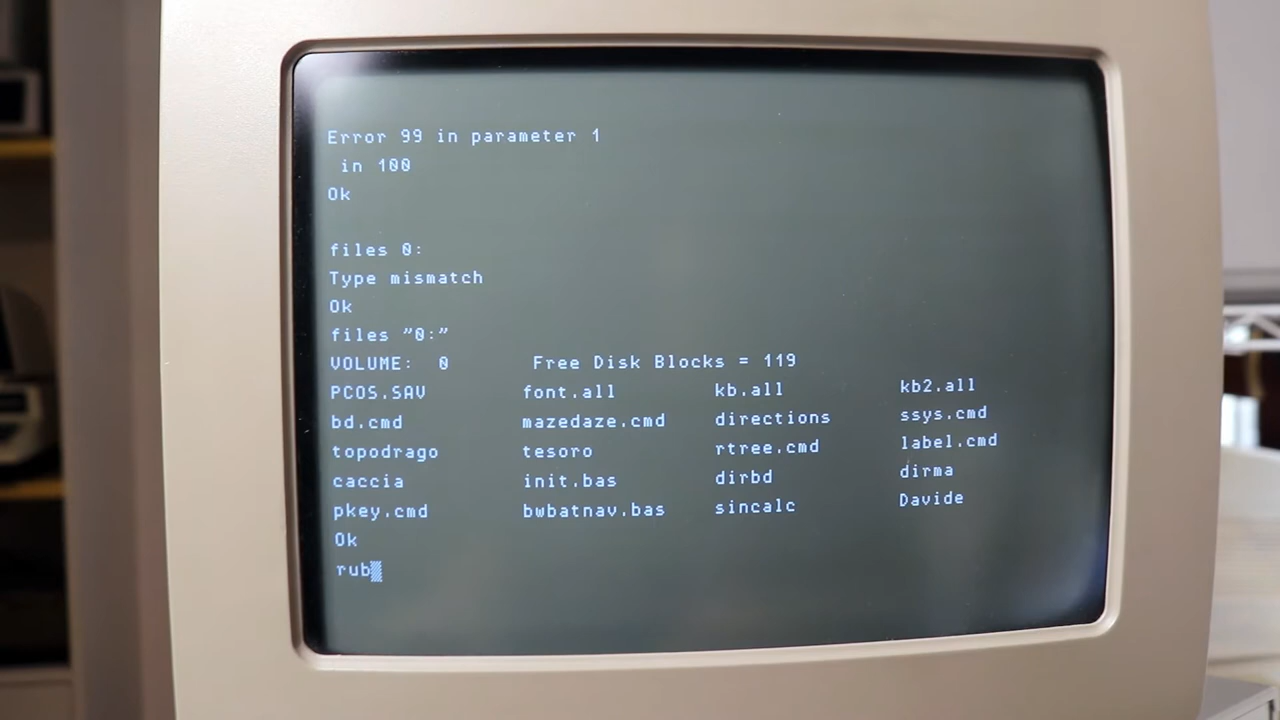 Error 99 in parameter 1
in 100
Ok
files 0:
Type mismatch
Ok
files "0:"
VOLUME: 0 Free Disk Blocks = 119
PCOS.SAV font.all kb.all kb2.all
bd.cmd mazedaze.cmd directions ssys.cmd
topodrago tesoro rtree.cmd label.cmd
caccia init.bas dirbd dirma
pkey.cmd bwbatnav.bas sincalc Davide
Ok
rub